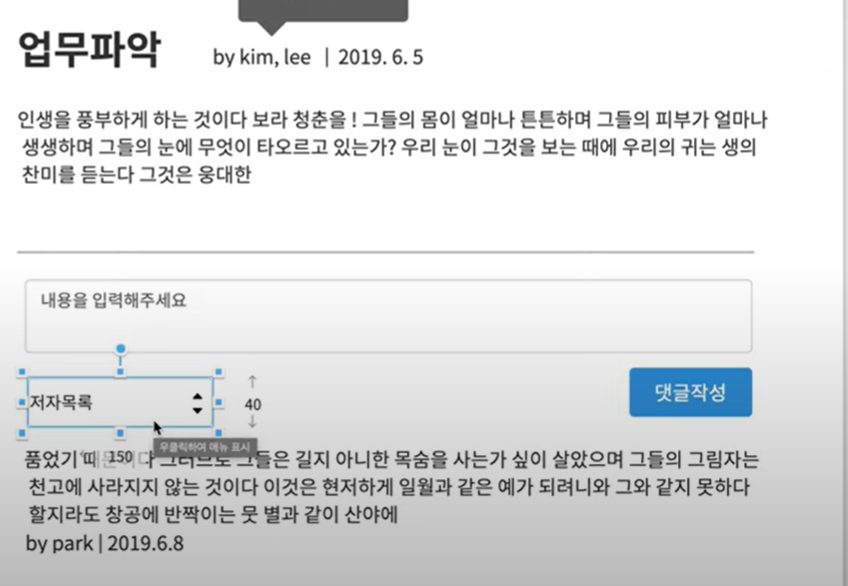 업무파악 by kim, lee | 2019. 6. 5
인생을 풍부하게 하는 것이다 보라 청춘을 ! 그들의 몸이 얼마나 튼튼하며 그들의 피부가 얼마나
생생하며 그들의 눈에 무엇이 타오르고 있는가? 우리 눈이 그것을 보는 때에 우리의 귀는 생의
찬미를 듣는다 그것은 웅대한
내용을 입력해주세요
저자목록 40 댓글작성
우클릭하여 메뉴 표시
품었기 때문이다 그러므로 그들은 길지 아니한 목숨을 사는가 싶이 살았으며 그들의 그림자는
150
천고에 사라지지 않는 것이다 이것은 현저하게 일월과 같은 예가 되려니와 그와 같지 못하다
할지라도 창공에 반짝이는 뭇 별과 같이 산야에
by park | 2019.6.8